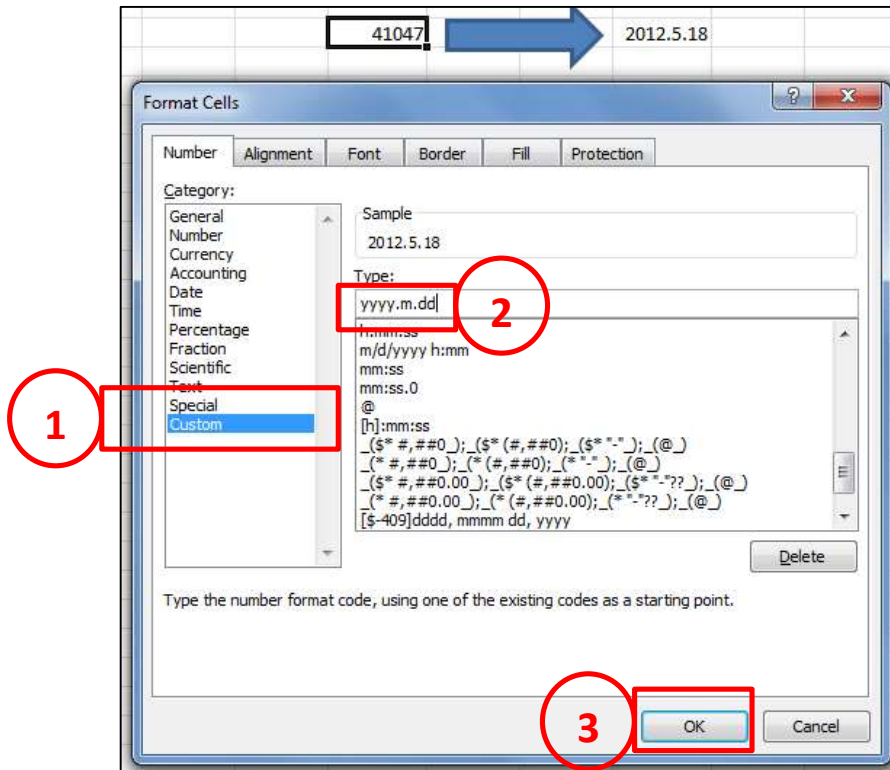 41047 2012.5.18
Format Cells
Number Alignment Font Border Fill Protection
Category:
General
Number
Currency
Accounting
Date
Time
Percentage
Fraction
Scientific
Text
Special
Custom
1
Sample
2012.5.18
Type:
yyyy.m.dd
2
h:mm:ss
m/d/yyyy h:mm
mm:ss
mm:ss.0
@
[h]:mm:ss
_($* #,##0_);_($* (#,##0);_($* "-"_);_(@_)
_(* #,##0_);_(* (#,##0);_(* "-"_);_(@_)
_($* #,##0.00_);_($* (#,##0.00);_($* "-"??_);_(@_)
_(* #,##0.00_);_(* (#,##0.00);_(* "-"??_);_(@_)
[$-409]dddd, mmmm dd, yyyy
Delete
Type the number format code, using one of the existing codes as a starting point.
3
OK Cancel